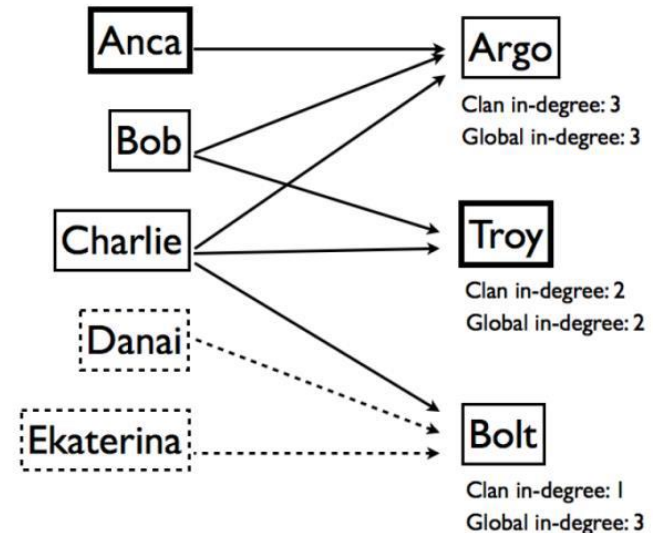 Anca
Bob
Charlie
Danai
Ekaterina
Argo
Clan in-degree: 3
Global in-degree: 3
Troy
Clan in-degree: 2
Global in-degree: 2
Bolt
Clan in-degree: 1
Global in-degree: 3